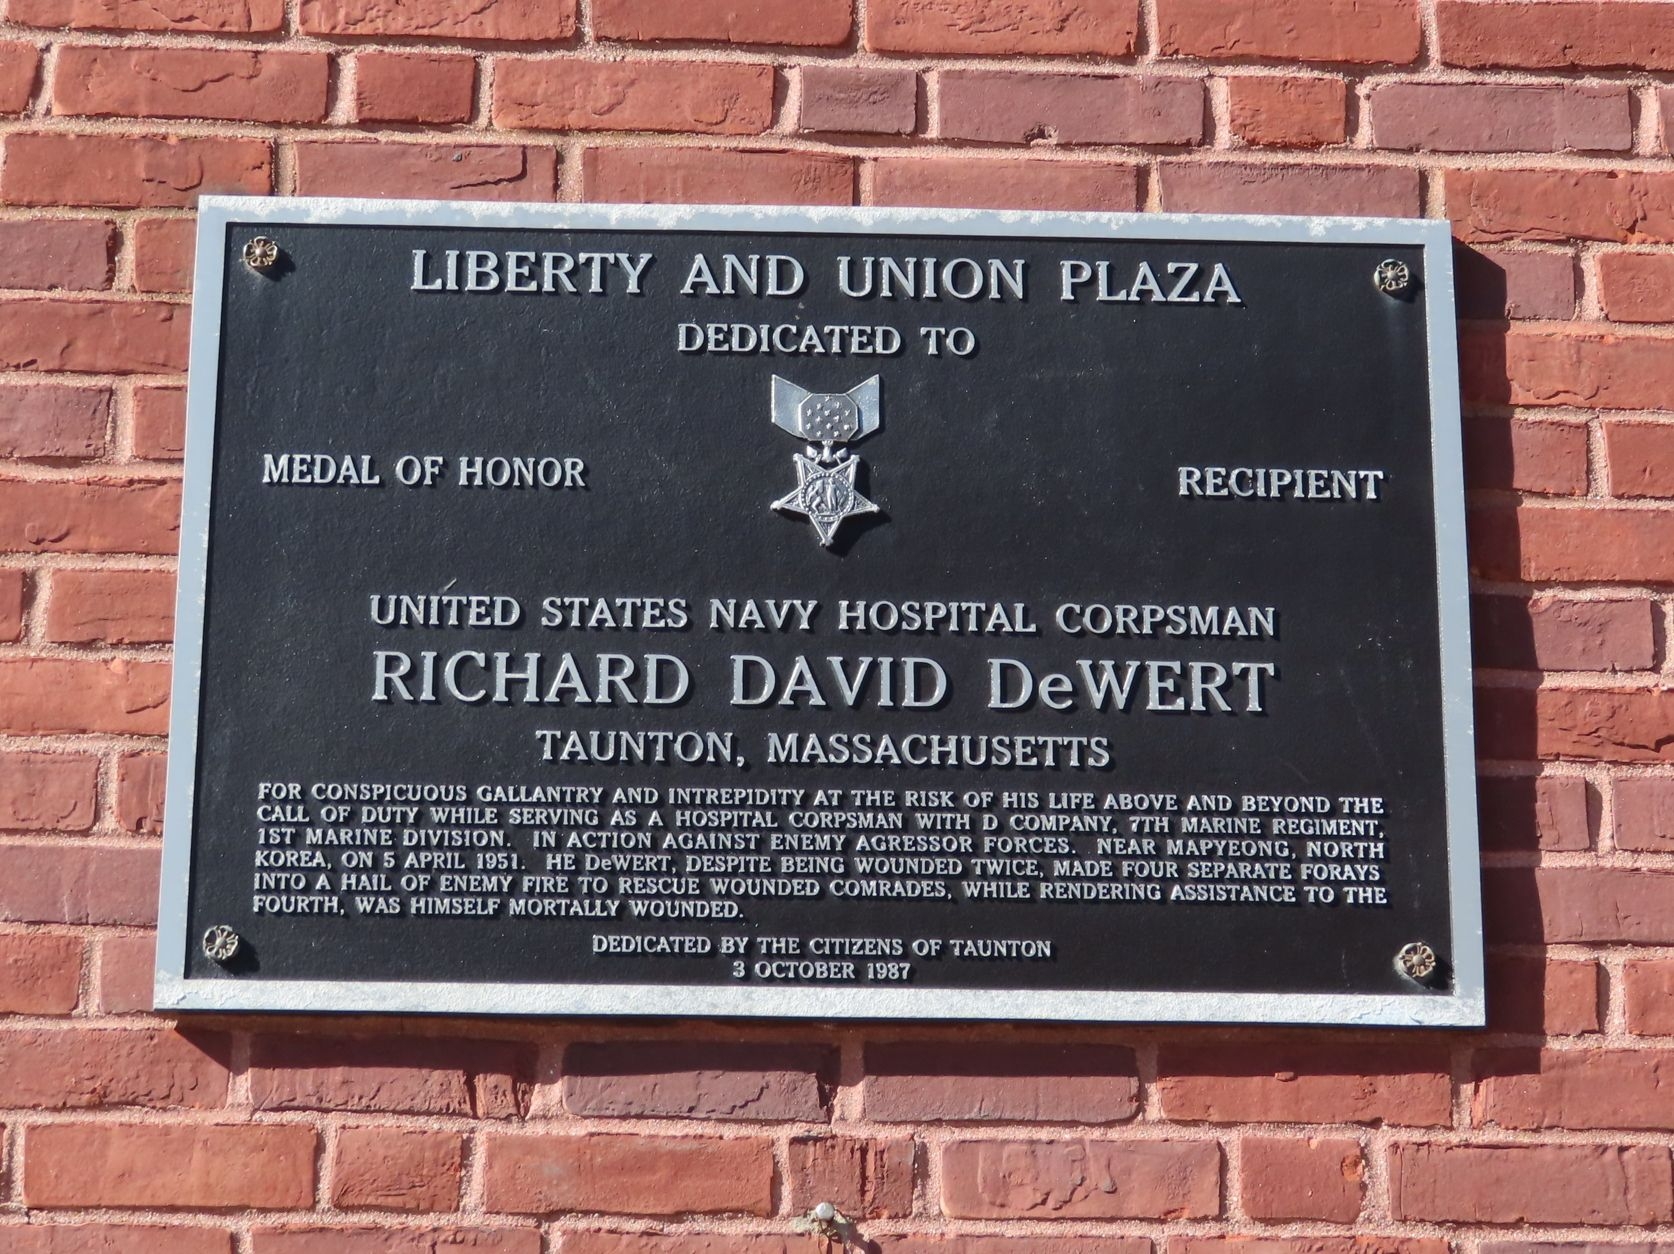 LIBERTY AND UNION PLAZA
DEDICATED TO
MEDAL OF HONOR RECIPIENT
UNITED STATES NAVY HOSPITAL CORPSMAN
RICHARD DAVID DeWERT
TAUNTON, MASSACHUSETTS
FOR CONSPICUOUS GALLANTRY AND INTREPIDITY AT THE RISK OF HIS LIFE ABOVE AND BEYOND THE
CALL OF DUTY WHILE SERVING AS A HOSPITAL CORPSMAN WITH D COMPANY, 7TH MARINE REGIMENT,
1ST MARINE DIVISION. IN ACTION AGAINST ENEMY AGRESSOR FORCES. NEAR MAPYEONG, NORTH
KOREA, ON 5 APRIL 1951. HE DeWERT, DESPITE BEING WOUNDED TWICE, MADE FOUR SEPARATE FORAYS
INTO A HAIL OF ENEMY FIRE TO RESCUE WOUNDED COMRADES, WHILE RENDERING ASSISTANCE TO THE
FOURTH, WAS HIMSELF MORTALLY WOUNDED.
DEDICATED BY THE CITIZENS OF TAUNTON
3 OCTOBER 1987